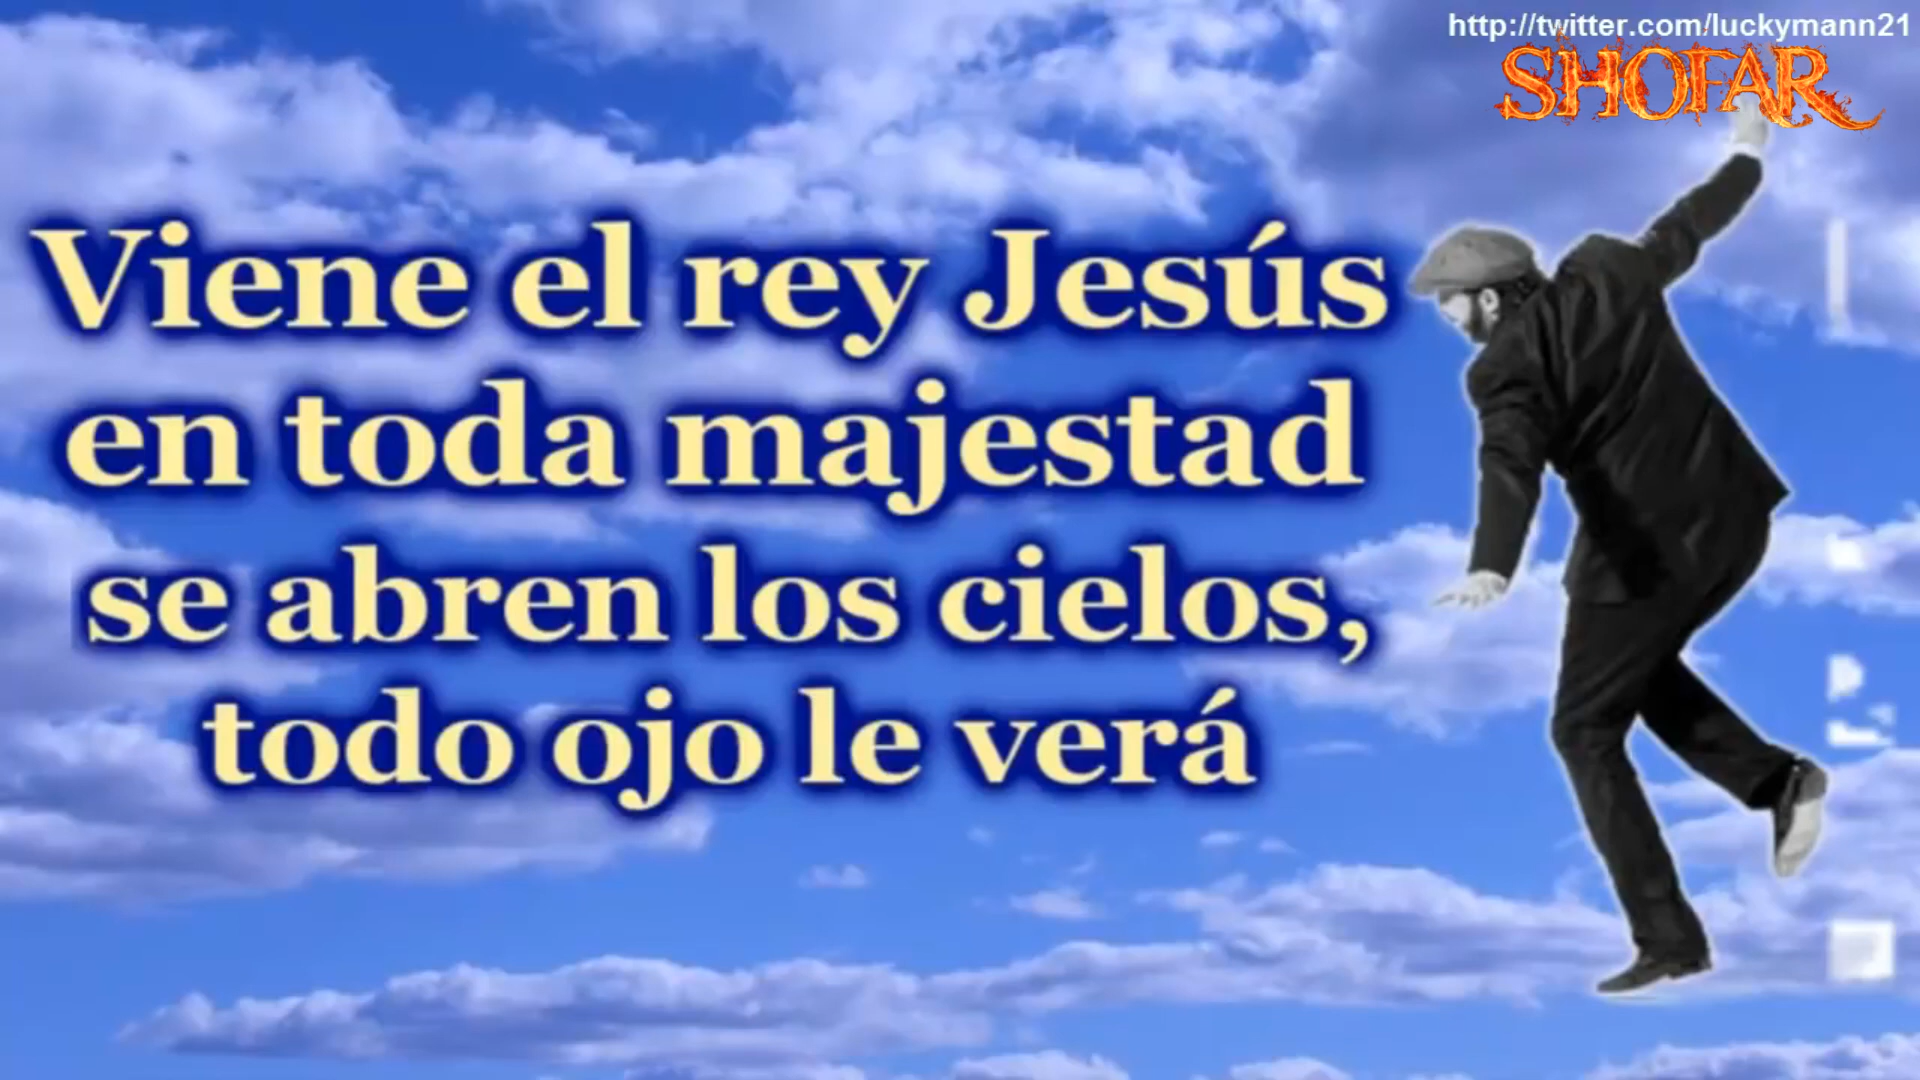 http://twitter.com/luckymann21
SHOFAR
Viene el rey Jesús
en toda majestad
se abren los cielos,
todo ojo le verá